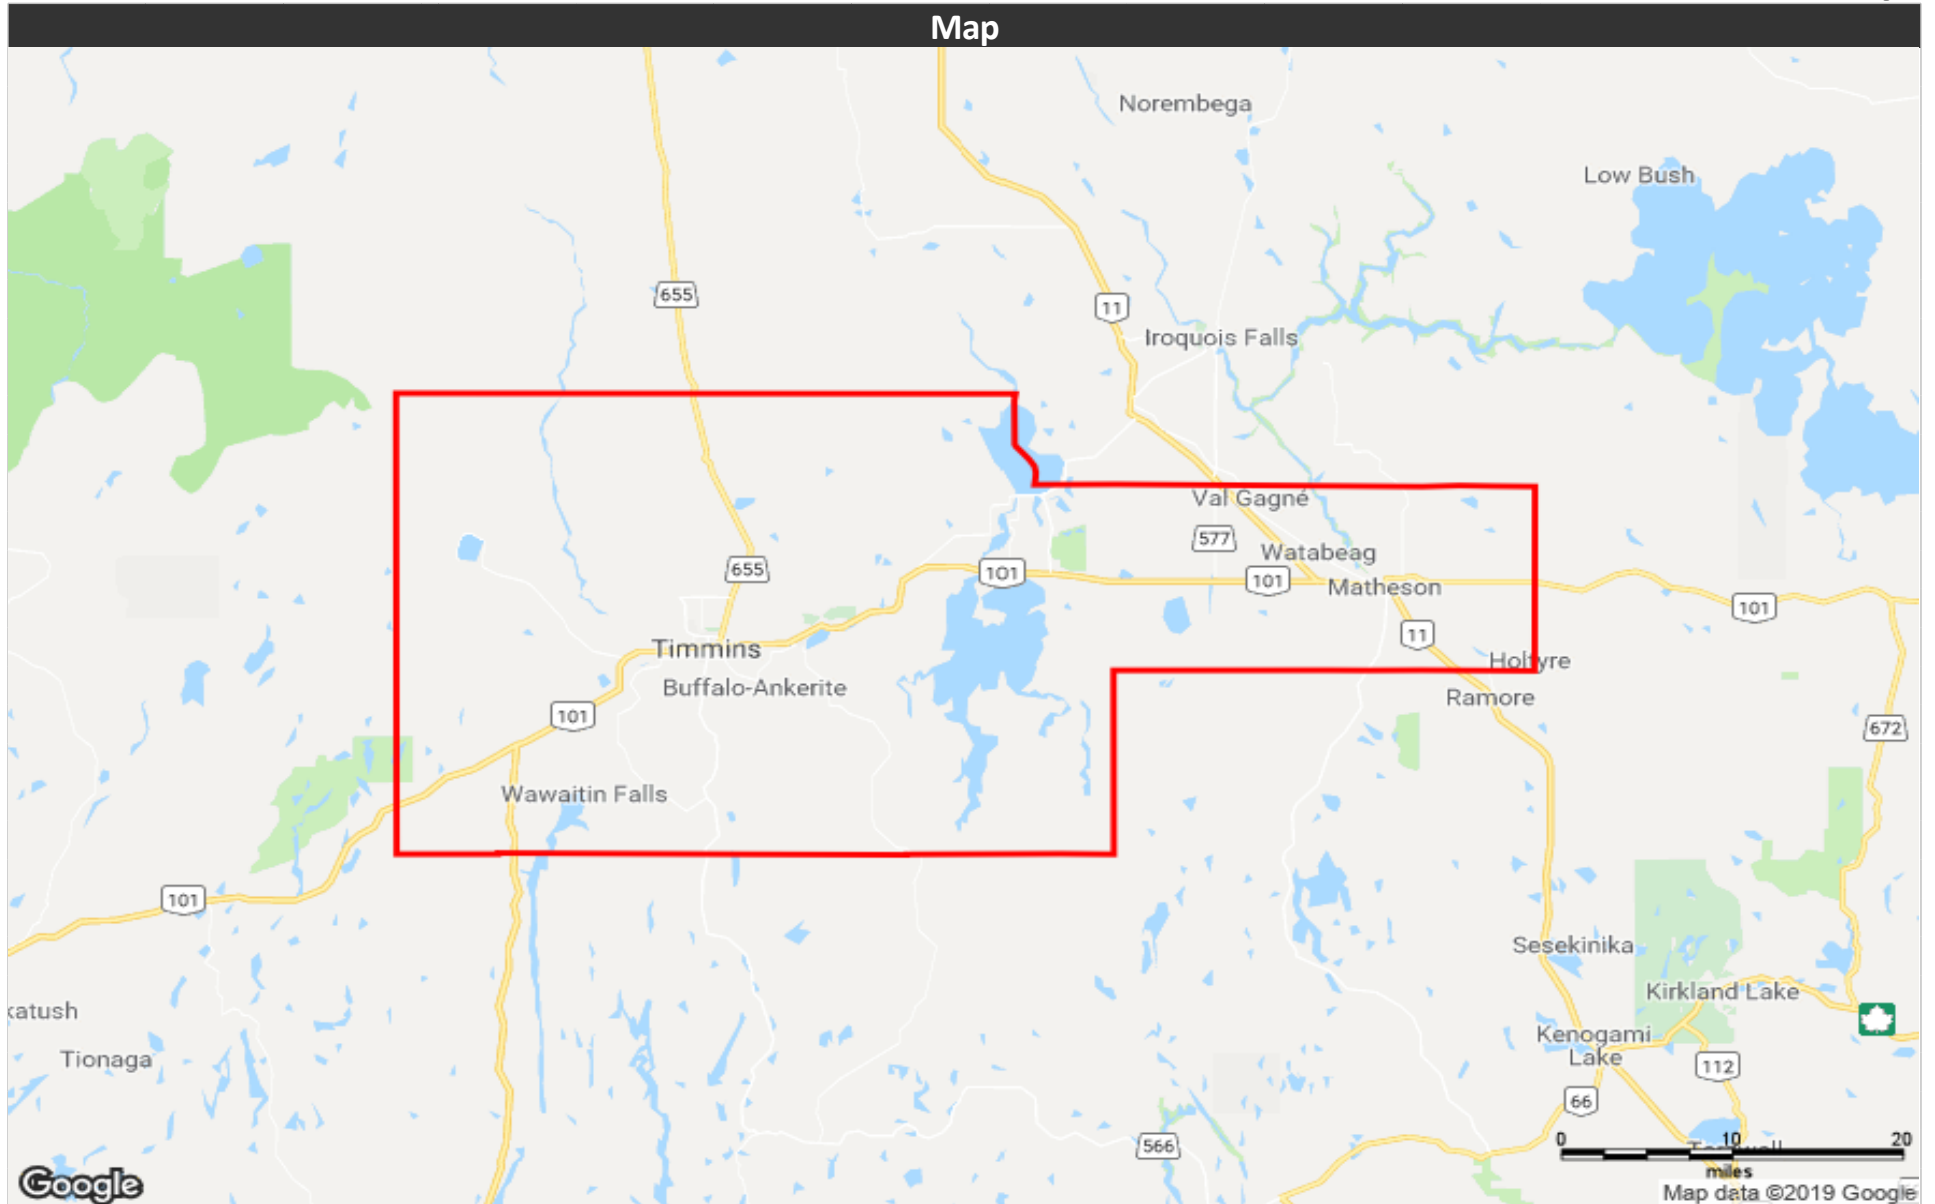 Map
Norembega
Low Bush
655
11
Iroquois Falls
Val Gagné
577
Watabeag
655
101
101
Matheson
101
11
Timmins
Holtyre
Buffalo-Ankerite
Ramore
101
672
Wawaitin Falls
101
Sesekinika
Kirkland Lake
katush
Kenogami
Lake
Tionaga
112
66
566
0 10 20
miles
Google
Map data ©2019 Google